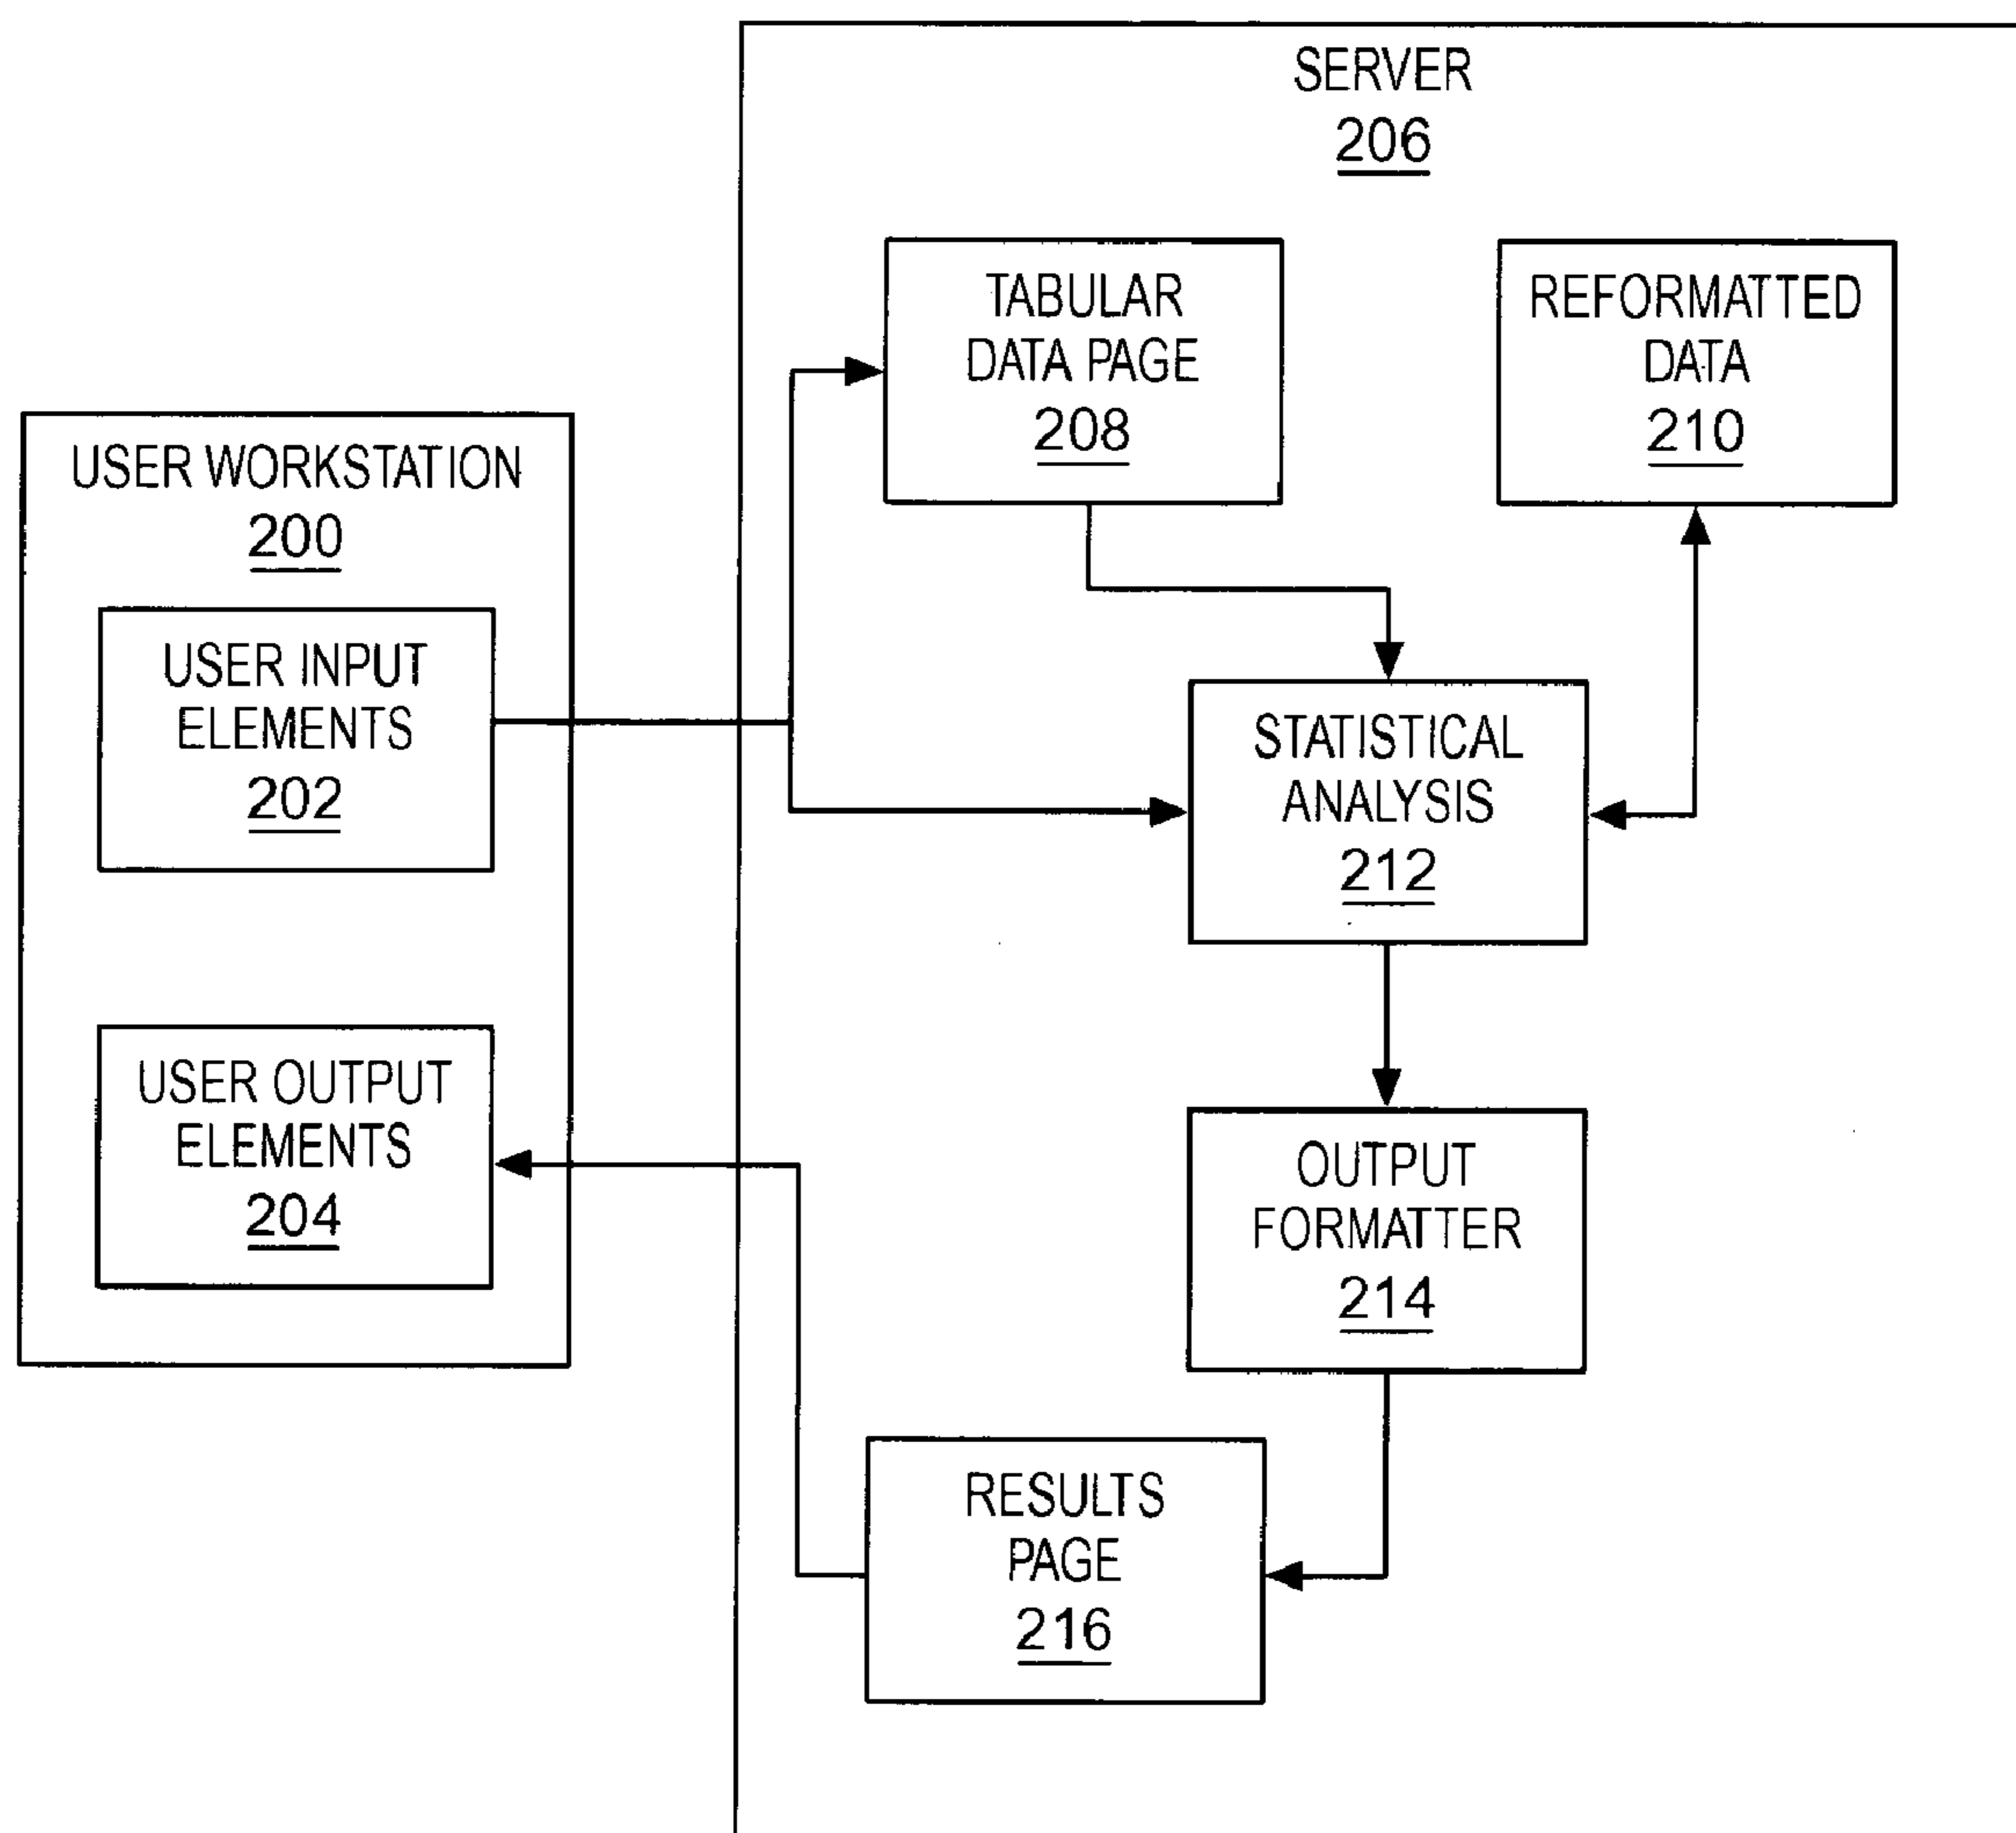 SERVER
206
TABULAR
DATA PAGE
208
REFORMATTED
DATA
210
USER WORKSTATION
200
USER INPUT
ELEMENTS
202
STATISTICAL
ANALYSIS
212
USER OUTPUT
ELEMENTS
204
OUTPUT
FORMATTER
214
RESULTS
PAGE
216